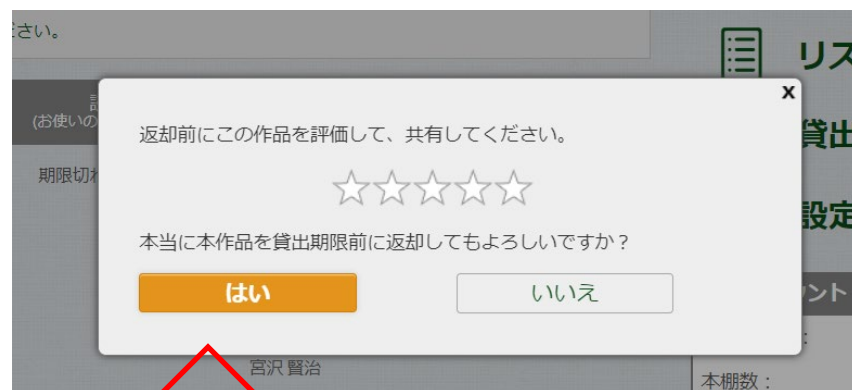 ださい。
リス
x
(お使いの
返却前にこの作品を評価して、共有してください。
貸出
期限切れ
設定
本当に本作品を貸出期限前に返却してもよろしいですか?
はい
いいえ
ント
:
宮沢 賢治
本棚数: